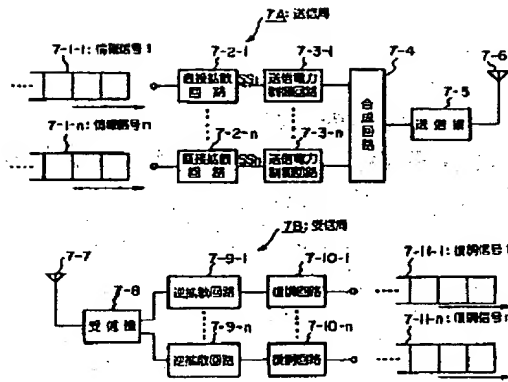 7A:送信局
7-1-1:情報信号1
7-2-1
7-3-1
7-4
7-6
直接拡散回路
SS1
送信電力制御回路
合成回路
7-5
送信機
7-1-n:情報信号n
7-2-n
7-3-n
直接拡散回路
SSn
送信電力制御回路
7B:受信局
7-7
7-8
7-9-1
7-10-1
7-11-1:復調信号1
受信機
逆拡散回路
復調回路
7-9-n
7-10-n
7-11-n:復調信号n
逆拡散回路
復調回路